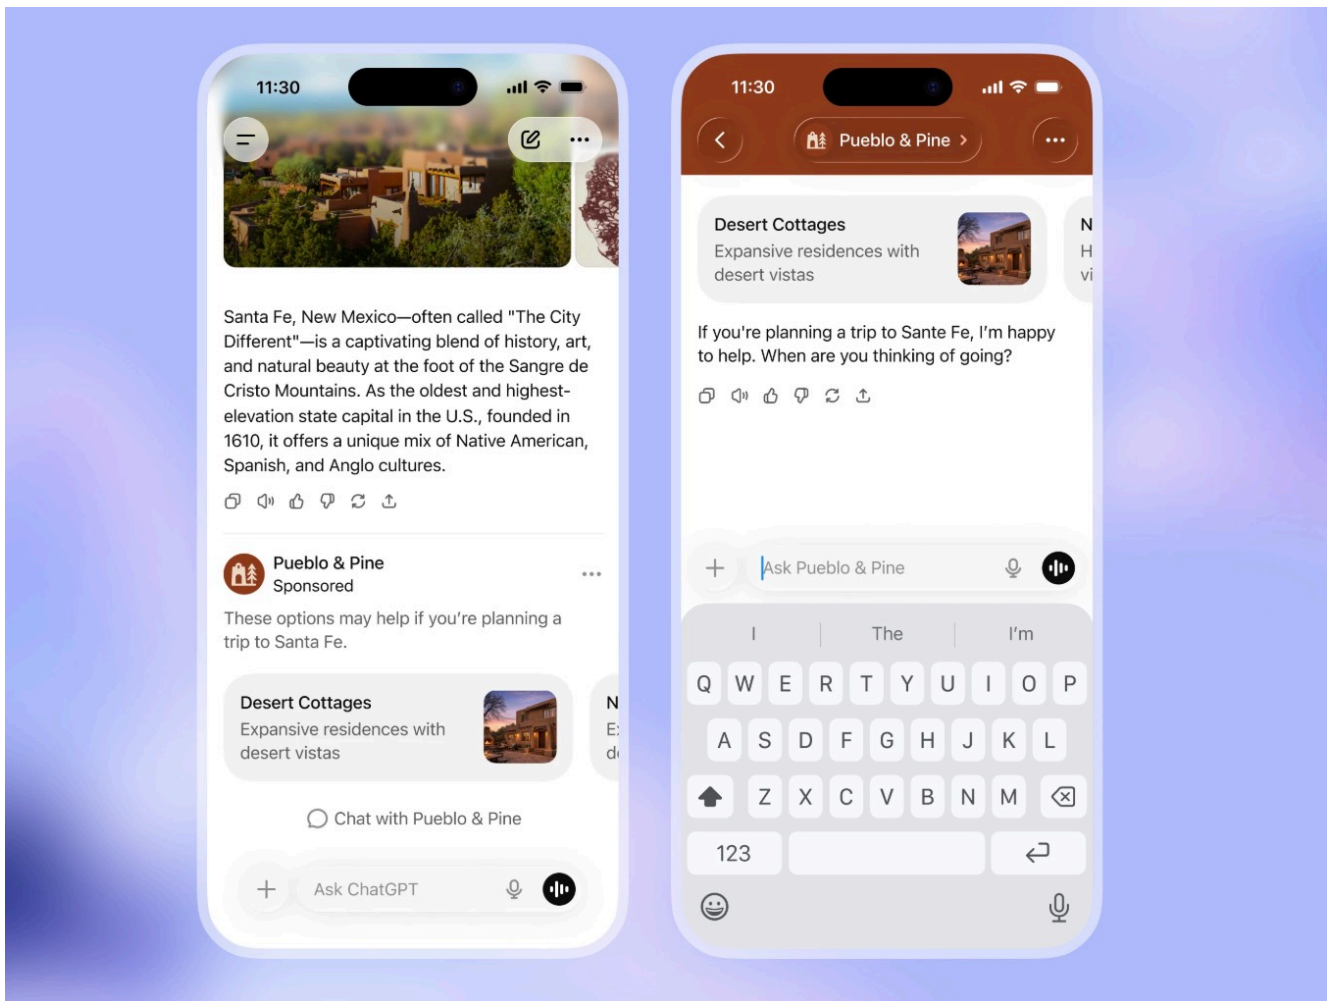 11:30
Santa Fe, New Mexico—often called "The City
Different"—is a captivating blend of history, art,
and natural beauty at the foot of the Sangre de
Cristo Mountains. As the oldest and highest-
elevation state capital in the U.S., founded in
1610, it offers a unique mix of Native American,
Spanish, and Anglo cultures.
Pueblo & Pine
Sponsored
These options may help if you're planning a
trip to Santa Fe.
Desert Cottages
Expansive residences with
desert vistas
N
E
d
Chat with Pueblo & Pine
Ask ChatGPT
11:30
Pueblo & Pine
Desert Cottages
Expansive residences with
desert vistas
N
H
vi
If you're planning a trip to Sante Fe, I'm happy
to help. When are you thinking of going?
Ask Pueblo & Pine
I The I'm
Q W E R T Y U I O P
A S D F G H J K L
Z X C V B N M
123